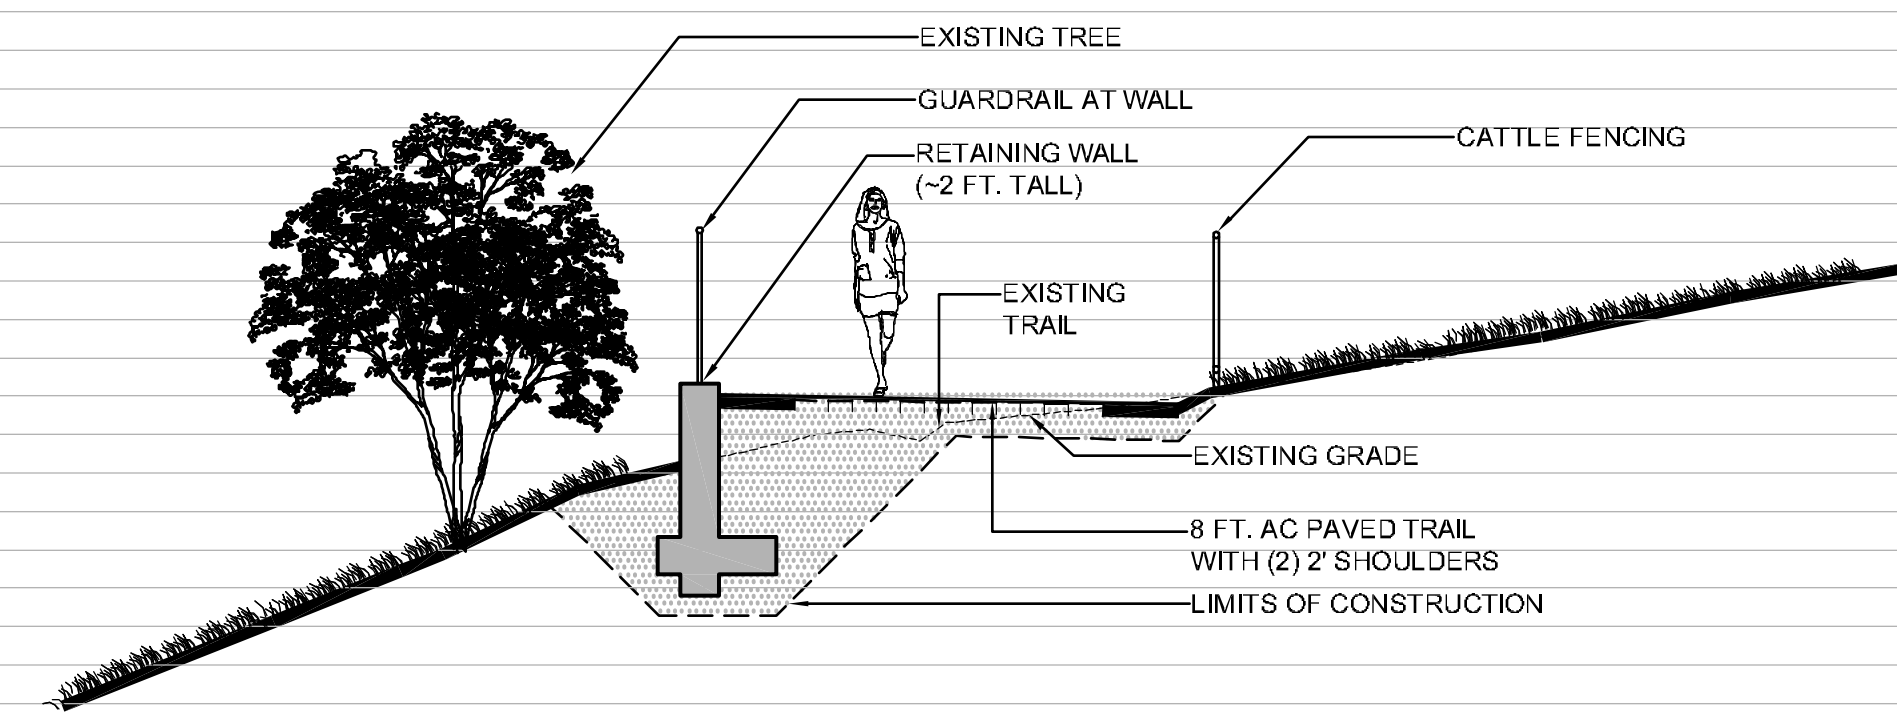 EXISTING TREE
GUARDRAIL AT WALL
CATTLE FENCING
RETAINING WALL
(~2 FT. TALL)
EXISTING
TRAIL
EXISTING GRADE
8 FT. AC PAVED TRAIL
WITH (2) 2' SHOULDERS
LIMITS OF CONSTRUCTION